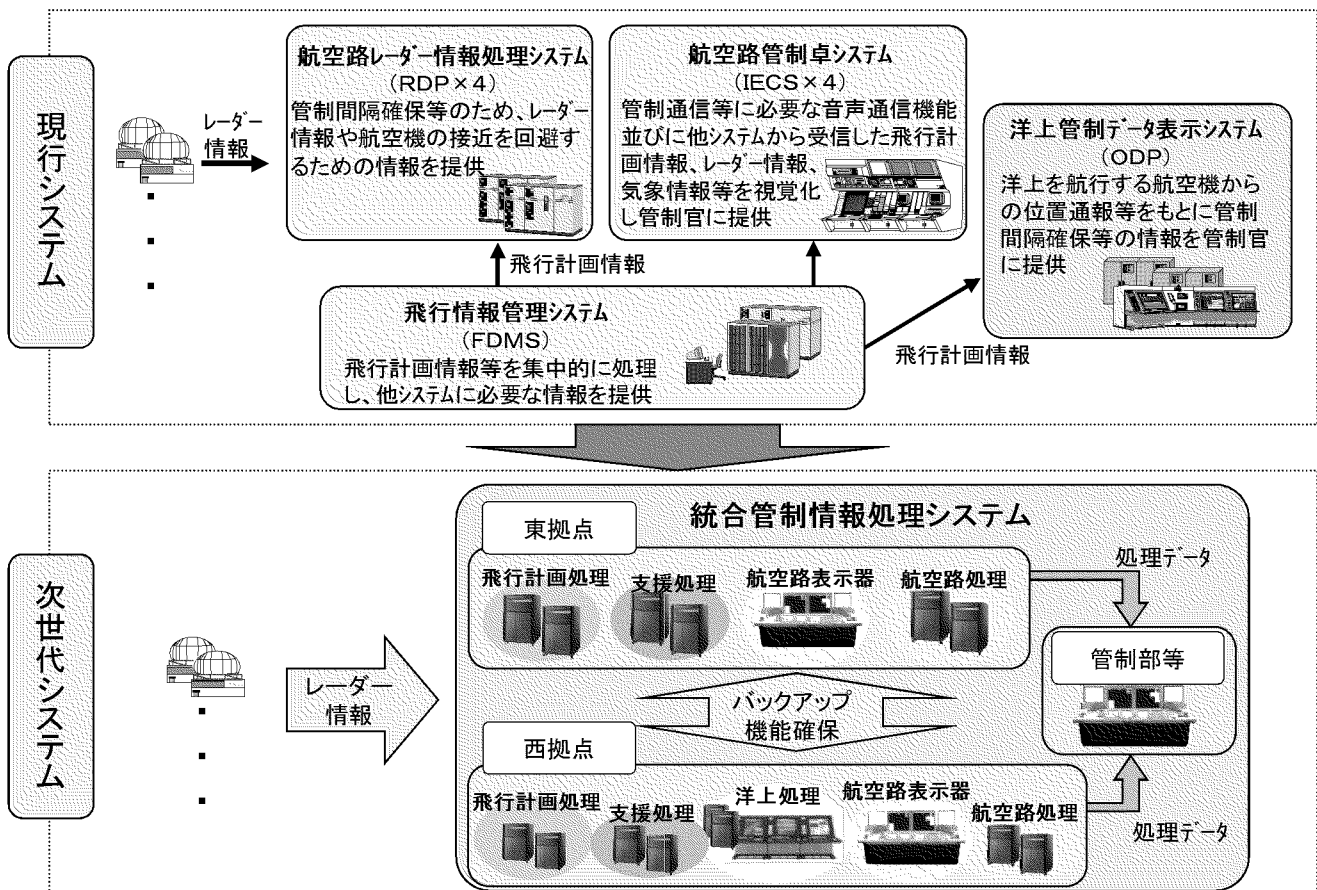 現行システム
レーダー
情報
航空路レーダー情報処理システム
(RDP×4)
管制間隔確保等のため、レーダー
情報や航空機の接近を回避す
るための情報を提供
航空路管制卓システム
(IECS×4)
管制通信等に必要な音声通信機能
並びに他システムから受信した飛行計
画情報、レーダー情報、
気象情報等を視覚化
し管制官に提供
洋上管制データ表示システム
(ODP)
洋上を航行する航空機から
の位置通報等をもとに管制
間隔確保等の情報を管制官
に提供
飛行計画情報
飛行情報管理システム
(FDMS)
飛行計画情報等を集中的に処理
し、他システムに必要な情報を提供
飛行計画情報
次世代システム
レーダー
情報
統合管制情報処理システム
東拠点
飛行計画処理
支援処理
航空路表示器
航空路処理
処理データ
管制部等
バックアップ
機能確保
西拠点
飛行計画処理
支援処理
洋上処理
航空路表示器
航空路処理
処理データ